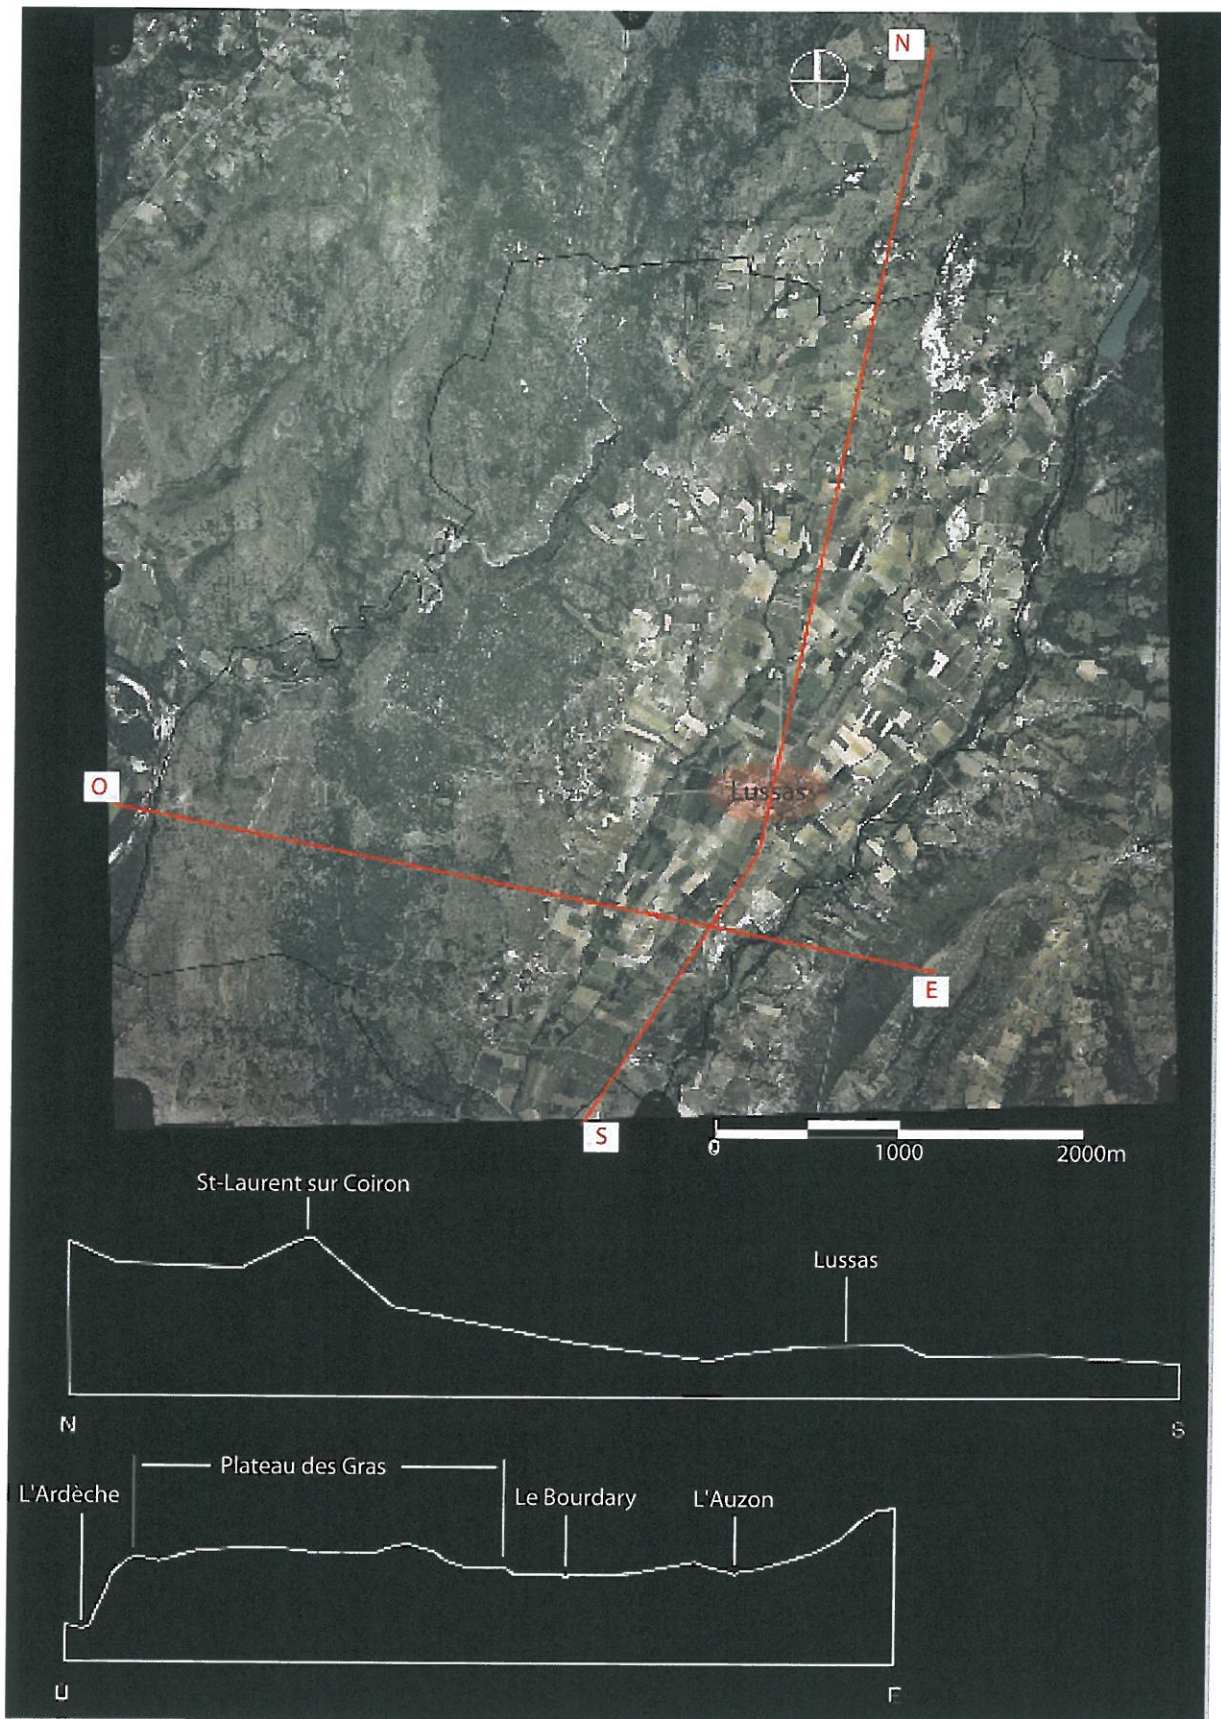 N
O
Lussas
E
S
0 1000 2000m
St-Laurent sur Coiron
Lussas
N S
Plateau des Gras
L'Ardèche Le Bourdary L'Auzon